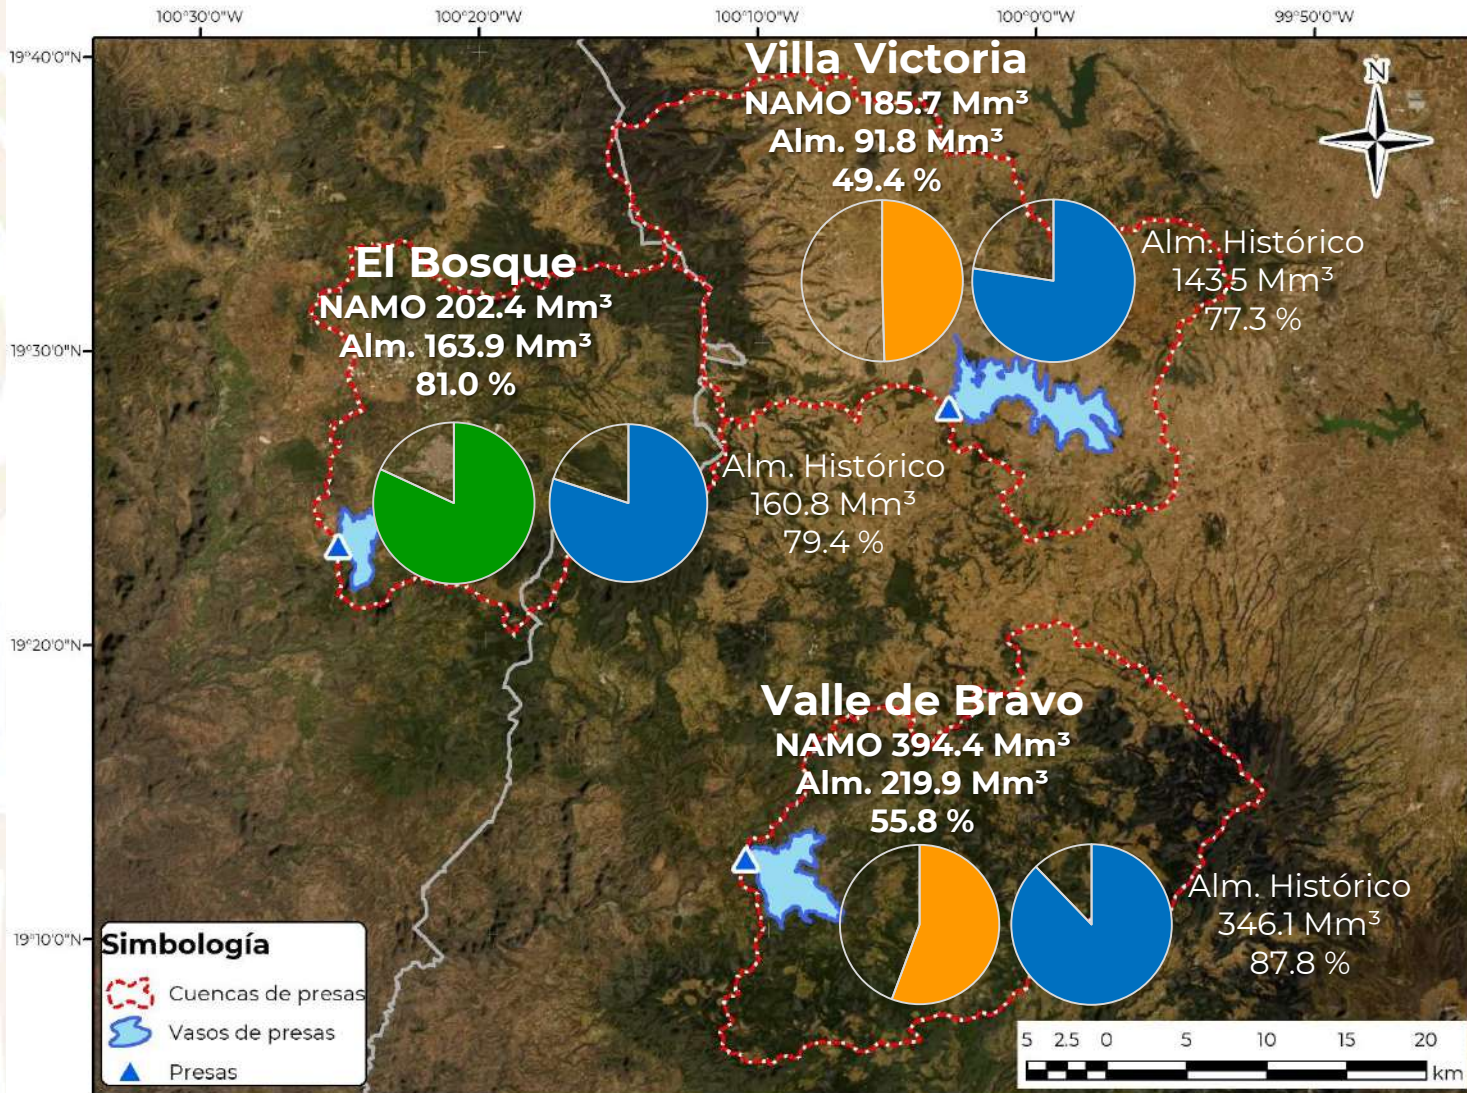 100°30'0"W
100°20'0"W
100°10'0"W
100°0'0"W
99°50'0"W
19°40'0"N
19°30'0"N
19°20'0"N
19°10'0"N
N
Villa Victoria
NAMO 185.7 Mm³
Alm. 91.8 Mm³
49.4 %
Alm. Histórico
143.5 Mm³
77.3 %
El Bosque
NAMO 202.4 Mm³
Alm. 163.9 Mm³
81.0 %
Alm. Histórico
160.8 Mm³
79.4 %
Valle de Bravo
NAMO 394.4 Mm³
Alm. 219.9 Mm³
55.8 %
Alm. Histórico
346.1 Mm³
87.8 %
Simbología
Cuencas de presas
Vasos de presas
Presas
5 2.5 0 5 10 15 20
km